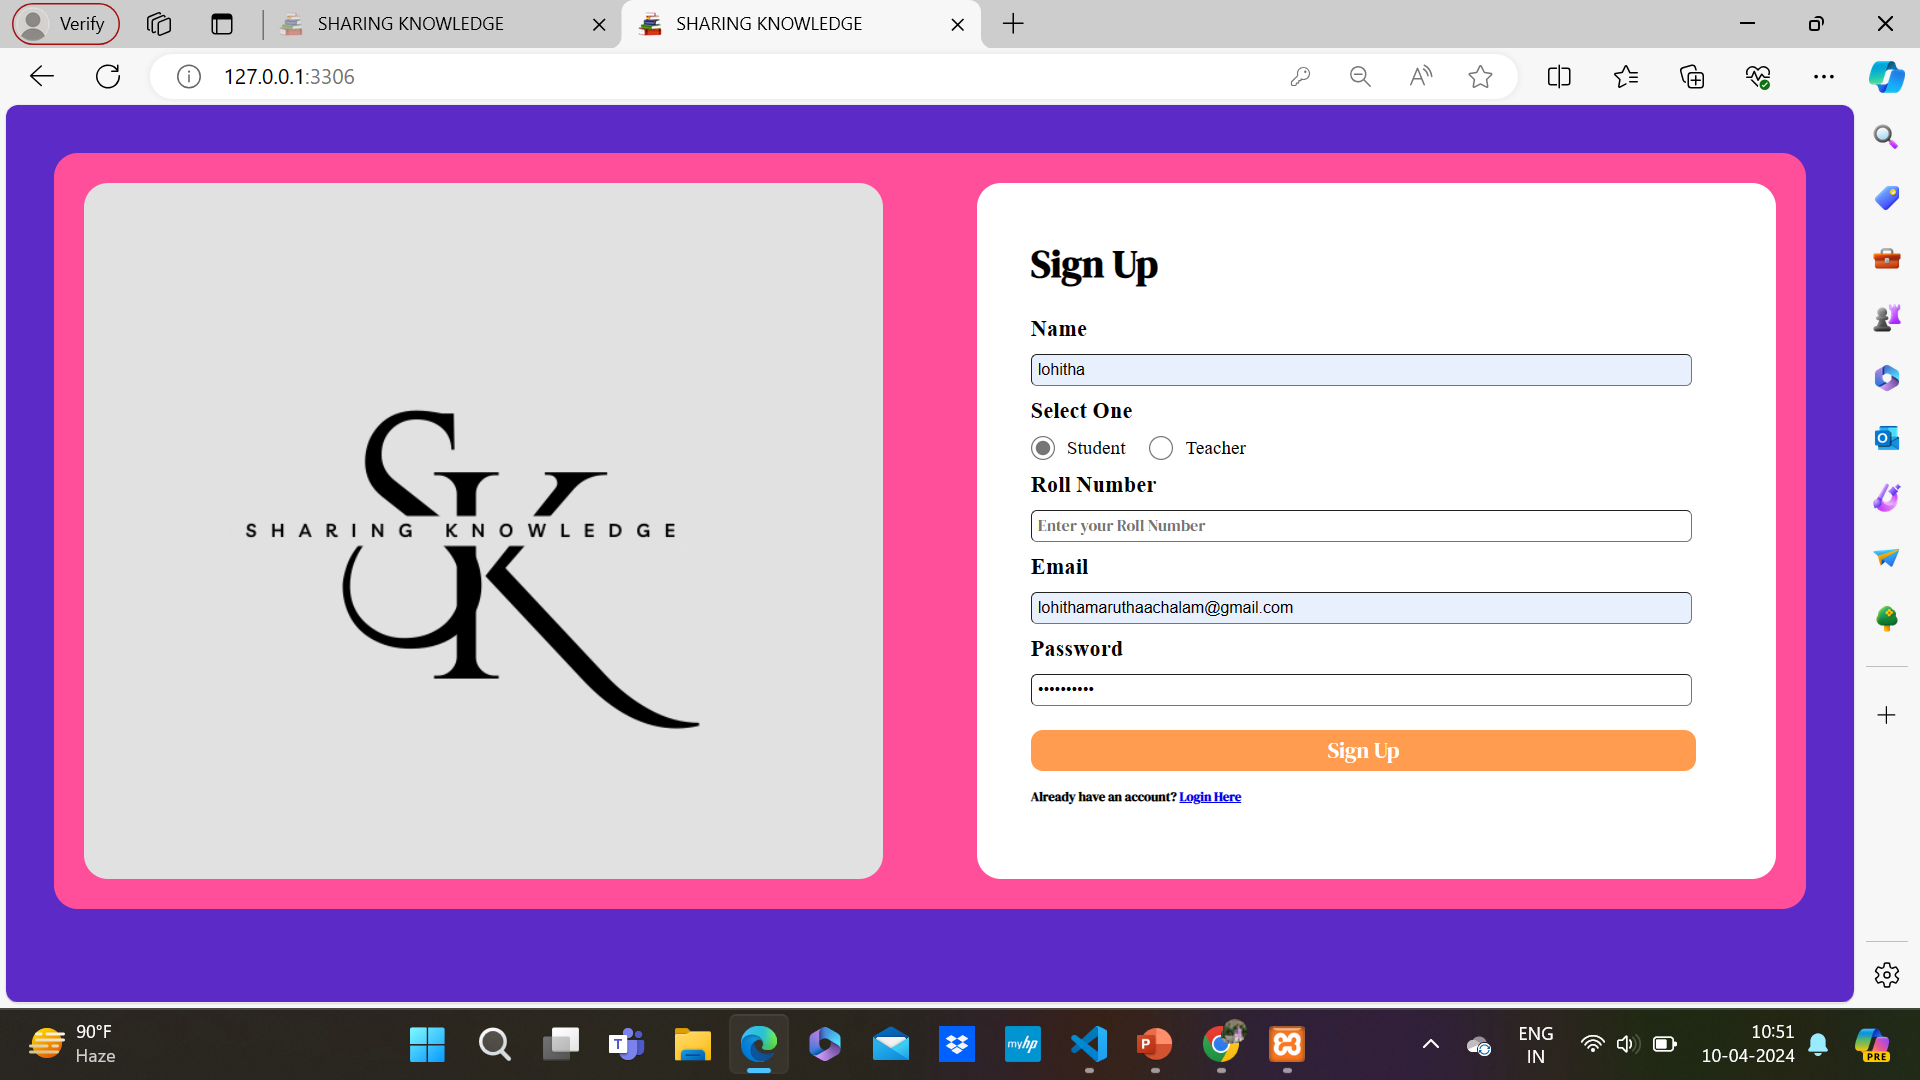 Verify
SHARING KNOWLEDGE
SHARING KNOWLEDGE
127.0.0.1:3306
SHARING KNOWLEDGE
Sign Up
Name
lohitha
Select One
Student Teacher
Roll Number
Enter your Roll Number
Email
lohithamaruthaachalam@gmail.com
Password
••••••••••
Sign Up
Already have an account? Login Here
90°F
Haze
myhp
ENG
IN
10:51
10-04-2024
PRE